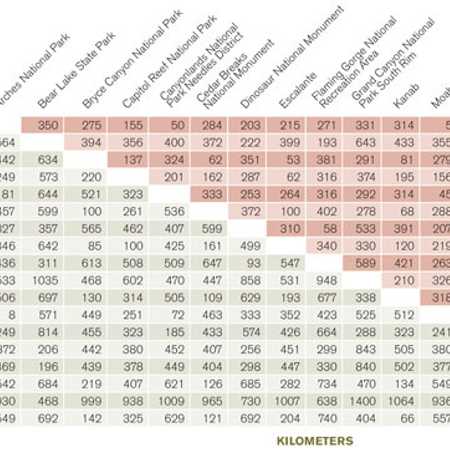 rches National Park
Bear Lake State Park
Bryce Canyon National Park
Capitol Reef National Park
Canyonlands National
Park Needles District
Cedar Breaks
National Monument
Dinosaur National Monument
Escalante
Flaming Gorge National
Recreation Area
Grand Canyon National
Park South Rim
Kanab
Moab
350 275 155 50 284 203 215 271 331 314 5
564 394 356 400 372 222 399 193 643 433 355
442 634 137 324 62 351 53 381 291 81 279
249 573 220 201 162 287 62 316 374 195 156
81 644 521 323 333 253 264 316 292 314 45
457 599 100 261 536 372 100 402 278 68 288
327 357 565 462 407 599 310 58 533 391 207
346 642 85 100 425 161 499 340 330 120 219
436 311 613 508 509 647 93 547 589 421 263
533 1035 468 602 470 447 858 531 948 210 326
506 697 130 314 505 109 629 193 677 338 318
8 571 449 251 72 463 333 352 423 525 512
249 814 455 323 185 433 574 426 664 288 323 241
372 206 442 380 452 407 256 451 299 843 505 380
369 196 439 378 449 404 298 447 330 840 502 377
542 684 219 407 621 126 685 282 734 470 134 549
930 468 999 938 1009 965 730 1007 638 1400 1064 936
549 692 142 325 629 121 692 204 740 404 66 557
KILOMETERS